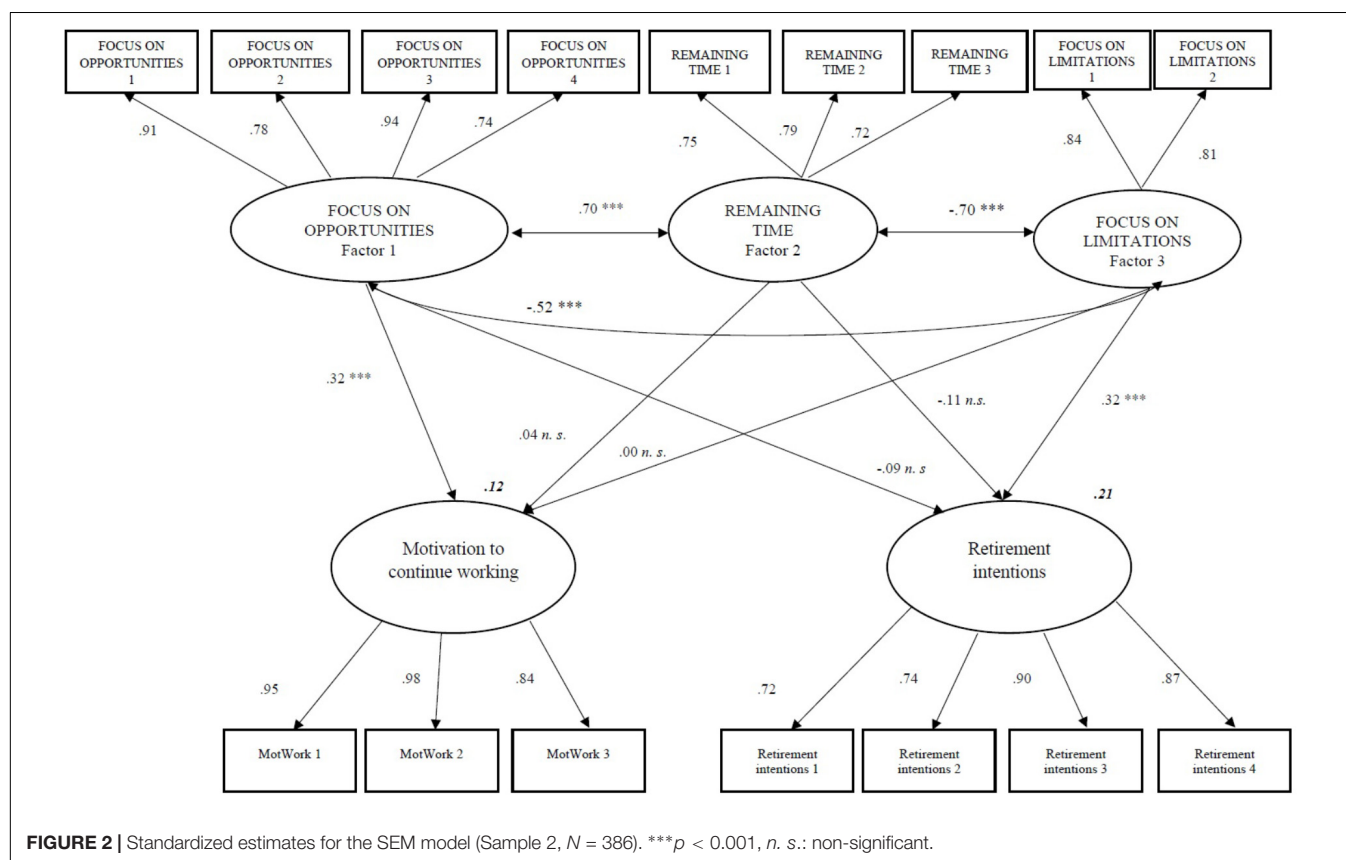 FOCUS ON
OPPORTUNITIES
1
FOCUS ON
OPPORTUNITIES
2
FOCUS ON
OPPORTUNITIES
3
FOCUS ON
OPPORTUNITIES
4
REMAINING
TIME 1
REMAINING
TIME 2
REMAINING
TIME 3
FOCUS ON
LIMITATIONS
1
FOCUS ON
LIMITATIONS
2
.91
.78
.94
.74
.75
.79
.72
.84
.81
FOCUS ON
OPPORTUNITIES
Factor 1
.70 ***
REMAINING
TIME
Factor 2
-.70 ***
FOCUS ON
LIMITATIONS
Factor 3
-.52 ***
.32 ***
.04 n. s.
.00 n. s.
-.11 n.s.
-.09 n. s
.32 ***
.12
.21
Motivation to
continue working
Retirement
intentions
.95
.98
.84
.72
.74
.90
.87
MotWork 1
MotWork 2
MotWork 3
Retirement
intentions 1
Retirement
intentions 2
Retirement
intentions 3
Retirement
intentions 4
FIGURE 2 | Standardized estimates for the SEM model (Sample 2, N = 386). ***p < 0.001, n. s.: non-significant.